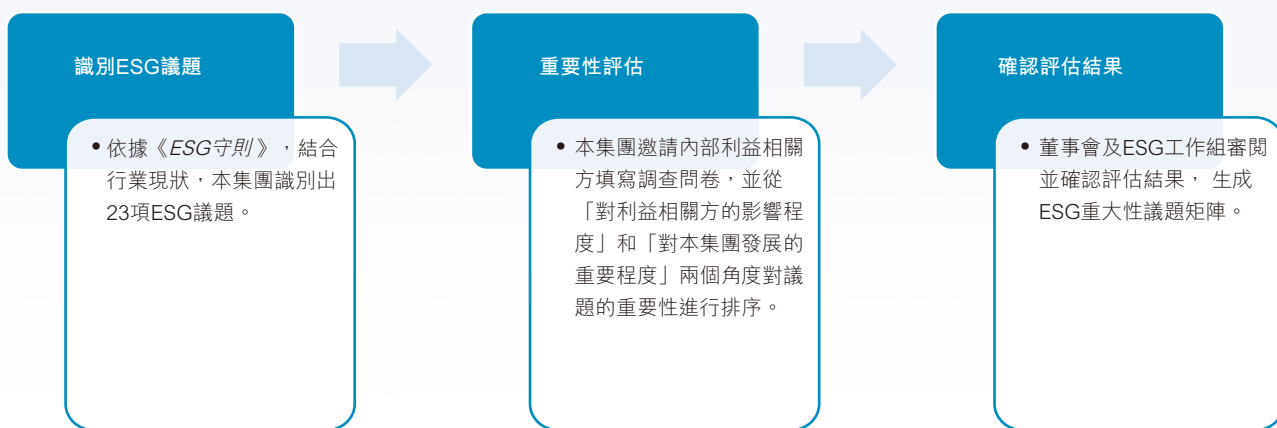 識別ESG議題
• 依據《ESG守則》，結合
行業現狀，本集團識別出
23項ESG議題。
重要性評估
• 本集團邀請內部利益相關
方填寫調查問卷，並從
「對利益相關方的影響程
度」和「對本集團發展的
重要程度」兩個角度對議
題的重要性進行排序。
確認評估結果
• 董事會及ESG工作組審閱
並確認評估結果， 生成
ESG重大性議題矩陣。